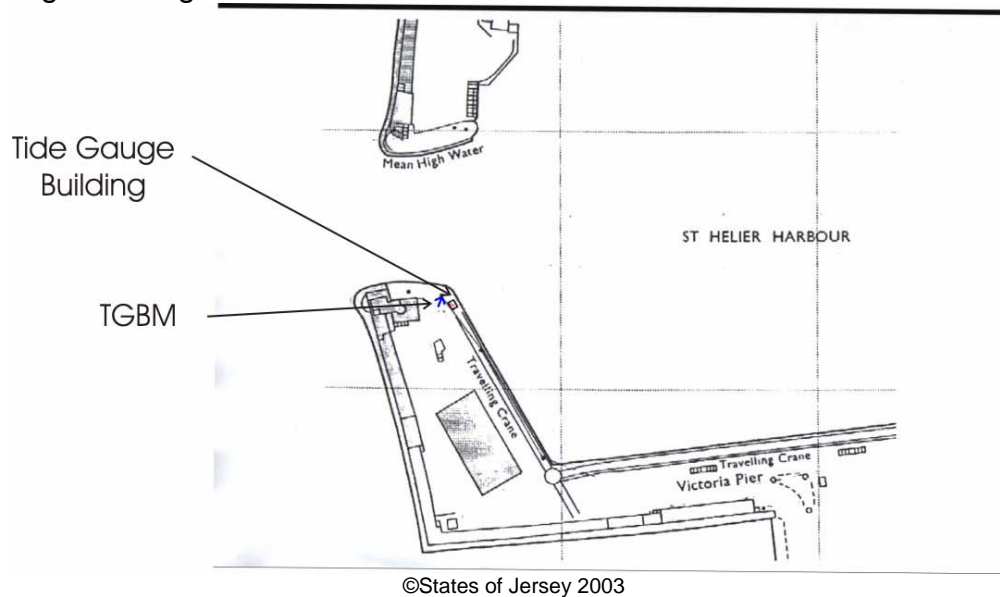 Mean High Water
Tide Gauge
Building
ST HELIER HARBOUR
TGBM
Travelling Crane
Travelling Crane
Victoria Pier
©States of Jersey 2003